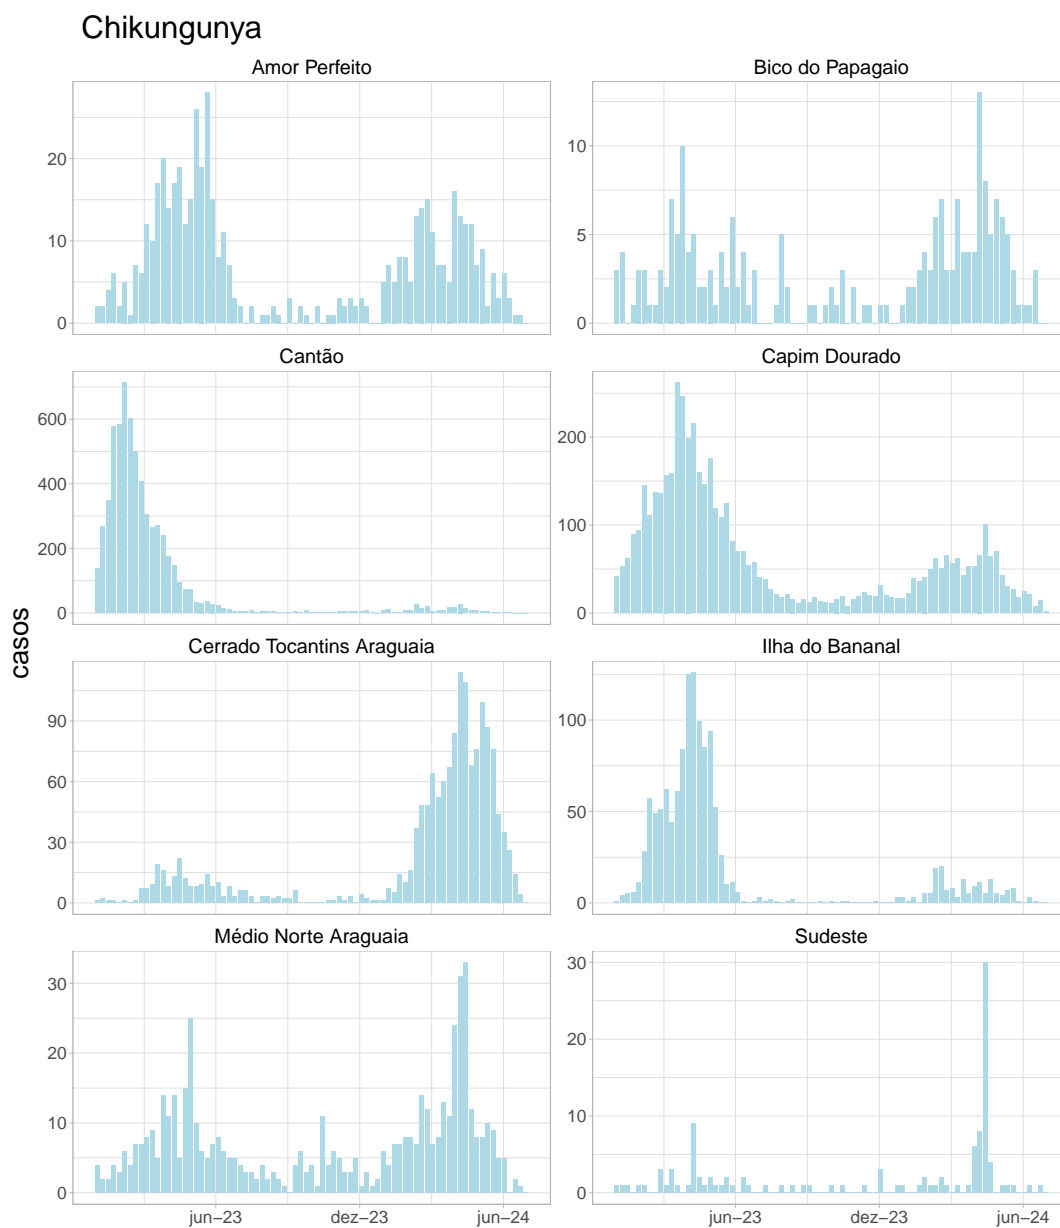 Chikungunya
Amor Perfeito
Bico do Papagaio
20
10
0
10
5
0
Cantão
Capim Dourado
600
400
200
0
200
100
0
casos
Cerrado Tocantins Araguaia
Ilha do Bananal
90
60
30
0
100
50
0
Médio Norte Araguaia
Sudeste
30
20
10
0
30
20
10
0
jun–23
dez–23
jun–24
jun–23
dez–23
jun–24